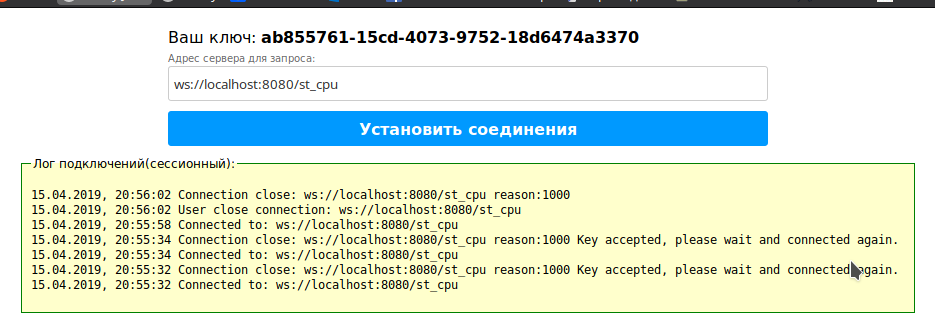 Ваш ключ: ab855761-15cd-4073-9752-18d6474a3370
Адрес сервера для запроса:
ws://localhost:8080/st_cpu
Установить соединения
Лог подключений(сессионный):
15.04.2019, 20:56:02 Connection close: ws://localhost:8080/st_cpu reason:1000
15.04.2019, 20:56:02 User close connection: ws://localhost:8080/st_cpu
15.04.2019, 20:55:58 Connected to: ws://localhost:8080/st_cpu
15.04.2019, 20:55:34 Connection close: ws://localhost:8080/st_cpu reason:1000 Key accepted, please wait and connected again.
15.04.2019, 20:55:34 Connected to: ws://localhost:8080/st_cpu
15.04.2019, 20:55:32 Connection close: ws://localhost:8080/st_cpu reason:1000 Key accepted, please wait and connected again.
15.04.2019, 20:55:32 Connected to: ws://localhost:8080/st_cpu